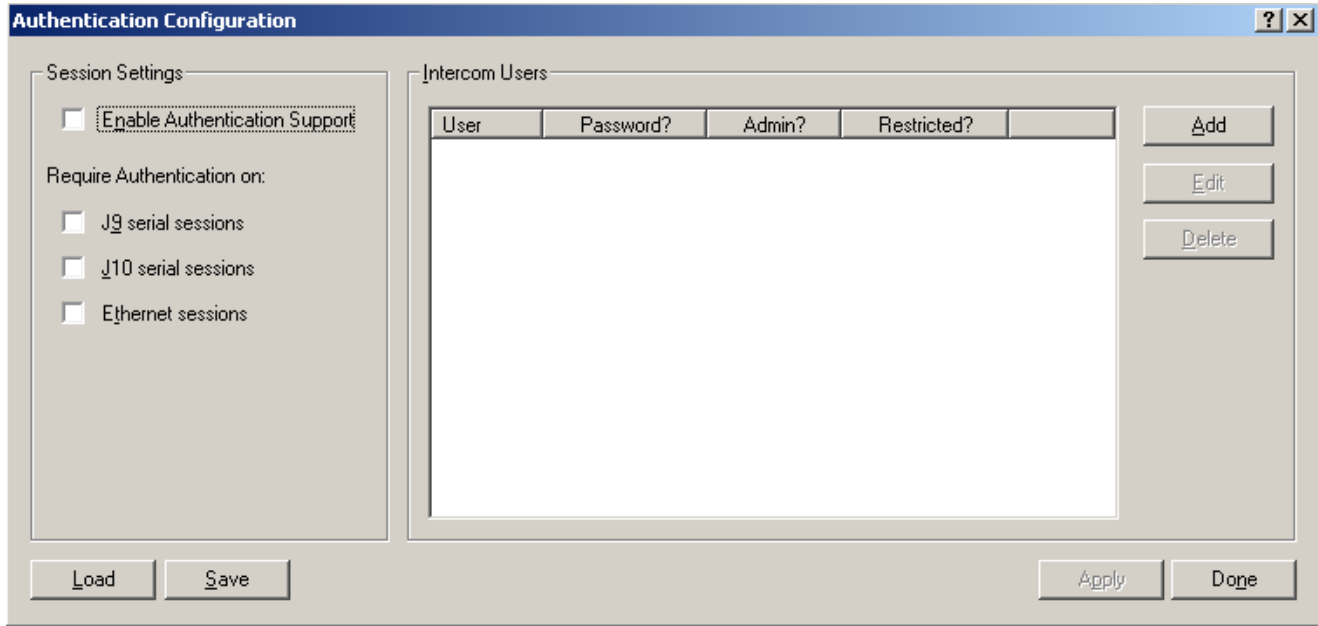 Authentication Configuration
Session Settings
Enable Authentication Support
Require Authentication on:
J9 serial sessions
J10 serial sessions
Ethernet sessions
Intercom Users
User Password? Admin? Restricted?
Add
Edit
Delete
Load Save Apply Done